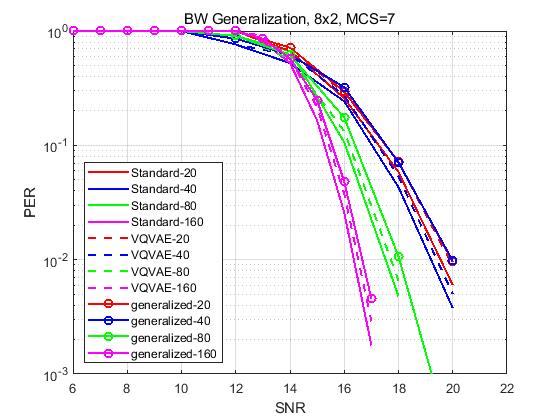 BW Generalization, 8x2, MCS=7
10^0
10^-1
10^-2
10^-3
PER
Standard-20
Standard-40
Standard-80
Standard-160
VQVAE-20
VQVAE-40
VQVAE-80
VQVAE-160
generalized-20
generalized-40
generalized-80
generalized-160
6 8 10 12 14 16 18 20 22
SNR